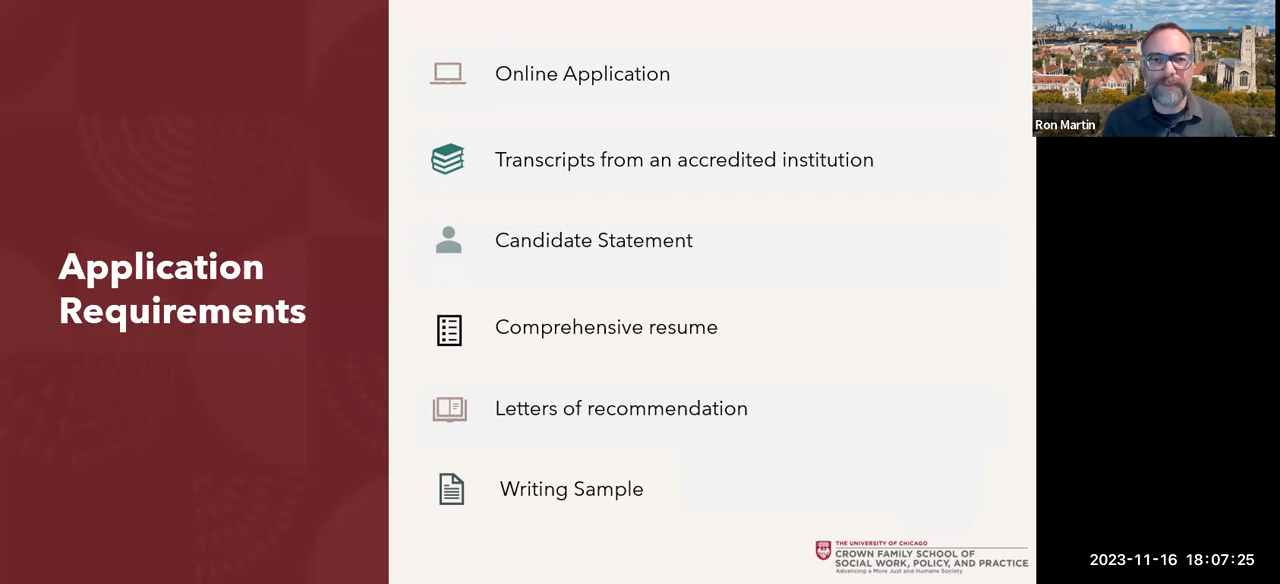 Application
Requirements
Online Application
Transcripts from an accredited institution
Candidate Statement
Comprehensive resume
Letters of recommendation
Writing Sample
Ron Martin
THE UNIVERSITY OF CHICAGO
CROWN FAMILY SCHOOL OF
SOCIAL WORK, POLICY, AND PRACTICE
Advancing a More Just and Humane Society
2023-11-16 18:07:25